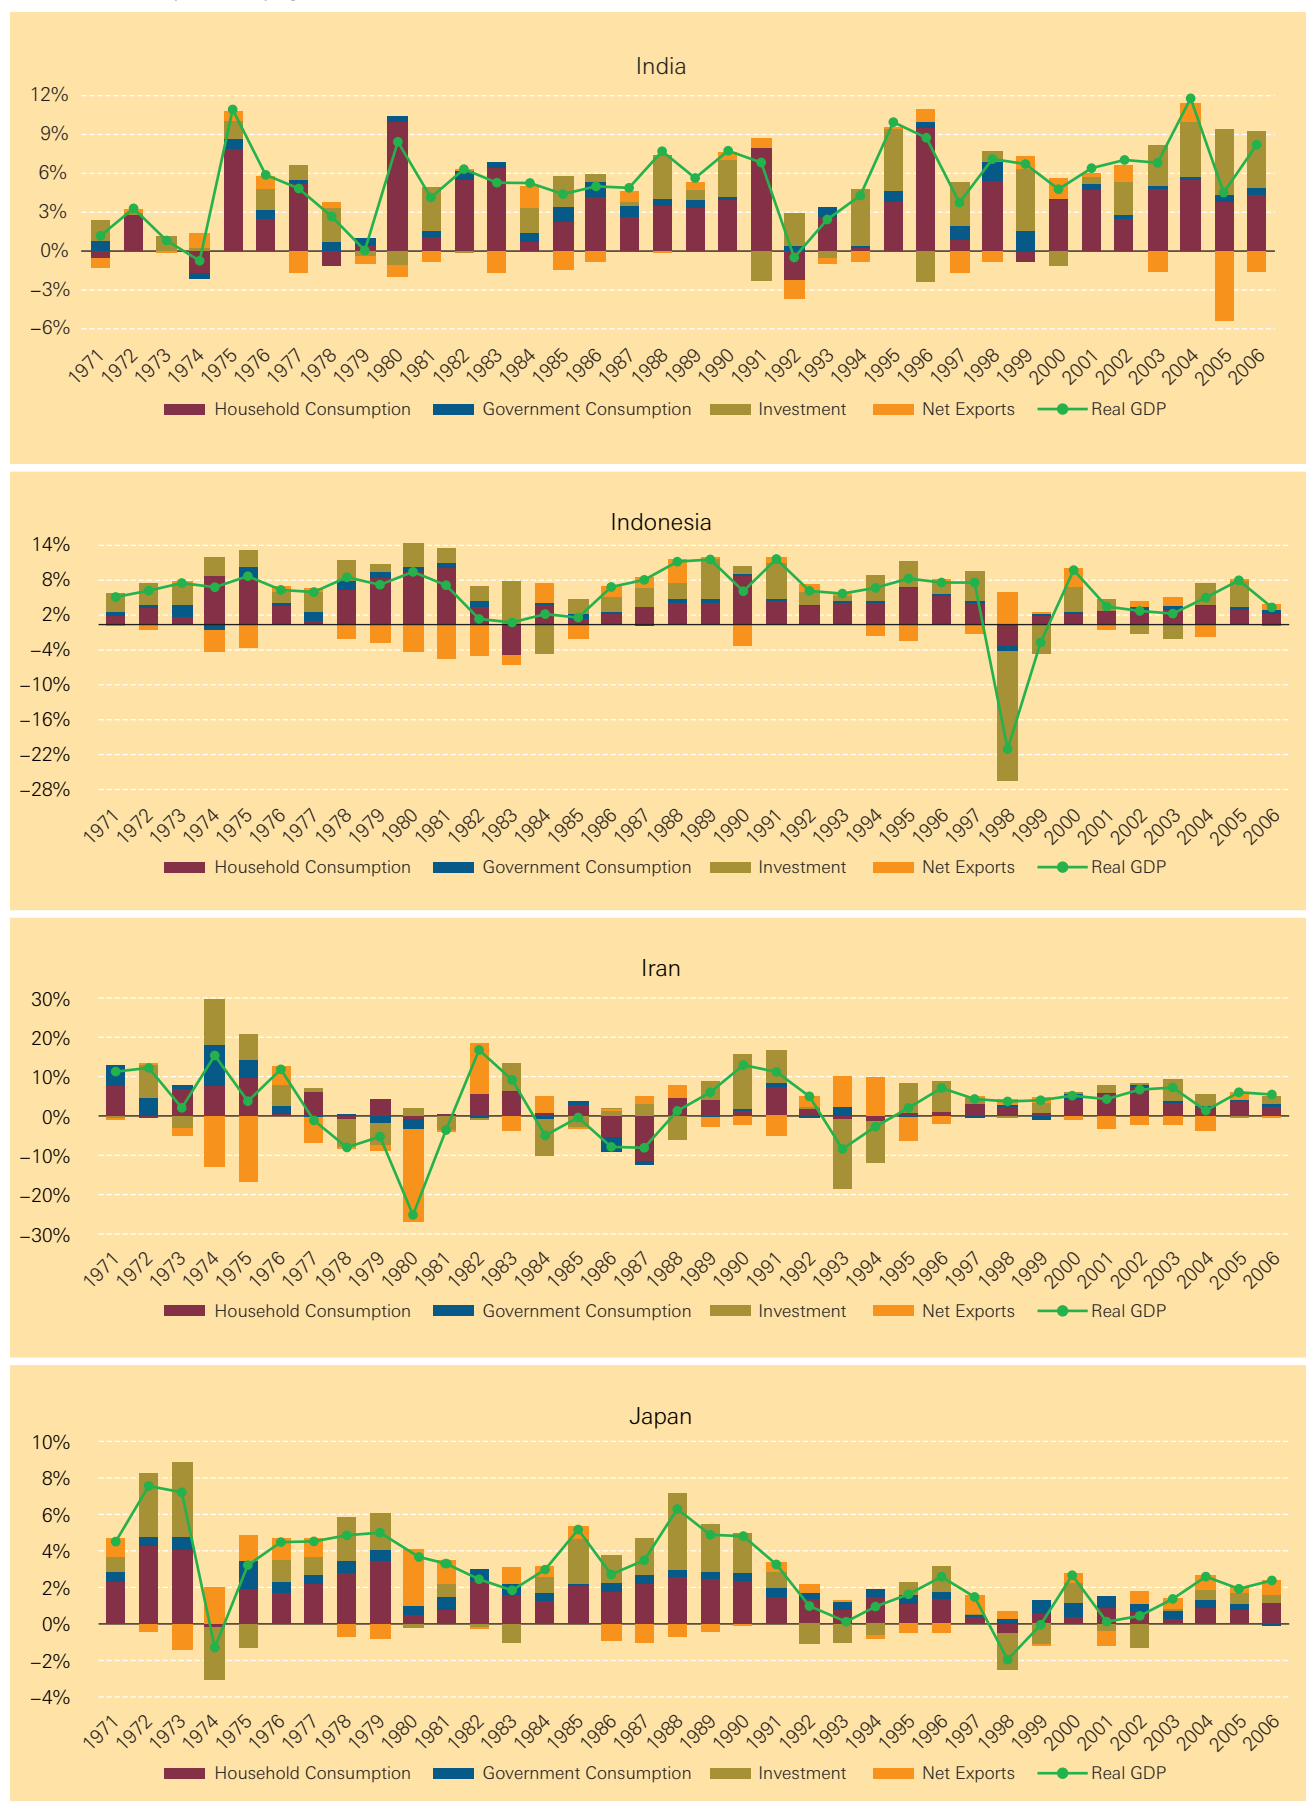 India
12%
9%
6%
3%
0%
–3%
–6%
1971 1972 1973 1974 1975 1976 1977 1978 1979 1980 1981 1982 1983 1984 1985 1986 1987 1988 1989 1990 1991 1992 1993 1994 1995 1996 1997 1998 1999 2000 2001 2002 2003 2004 2005 2006
Household Consumption Government Consumption Investment Net Exports Real GDP
Indonesia
14%
8%
2%
–4%
–10%
–16%
–22%
–28%
1971 1972 1973 1974 1975 1976 1977 1978 1979 1980 1981 1982 1983 1984 1985 1986 1987 1988 1989 1990 1991 1992 1993 1994 1995 1996 1997 1998 1999 2000 2001 2002 2003 2004 2005 2006
Household Consumption Government Consumption Investment Net Exports Real GDP
Iran
30%
20%
10%
0%
–10%
–20%
–30%
1971 1972 1973 1974 1975 1976 1977 1978 1979 1980 1981 1982 1983 1984 1985 1986 1987 1988 1989 1990 1991 1992 1993 1994 1995 1996 1997 1998 1999 2000 2001 2002 2003 2004 2005 2006
Household Consumption Government Consumption Investment Net Exports Real GDP
Japan
10%
8%
6%
4%
2%
0%
–2%
–4%
1971 1972 1973 1974 1975 1976 1977 1978 1979 1980 1981 1982 1983 1984 1985 1986 1987 1988 1989 1990 1991 1992 1993 1994 1995 1996 1997 1998 1999 2000 2001 2002 2003 2004 2005 2006
Household Consumption Government Consumption Investment Net Exports Real GDP